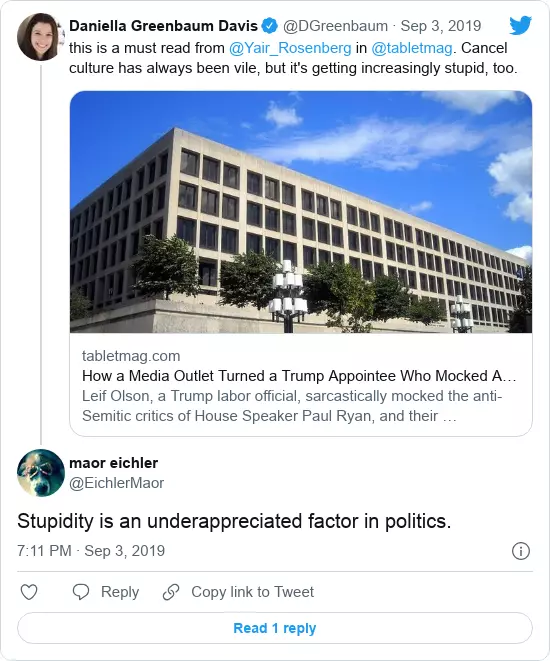 Daniella Greenbaum Davis @DGreenbaum · Sep 3, 2019
this is a must read from @Yair_Rosenberg in @tabletmag. Cancel
culture has always been vile, but it's getting increasingly stupid, too.
tabletmag.com
How a Media Outlet Turned a Trump Appointee Who Mocked A…
Leif Olson, a Trump labor official, sarcastically mocked the anti-
Semitic critics of House Speaker Paul Ryan, and their …
maor eichler
@EichlerMaor
Stupidity is an underappreciated factor in politics.
7:11 PM · Sep 3, 2019
Reply
Copy link to Tweet
Read 1 reply